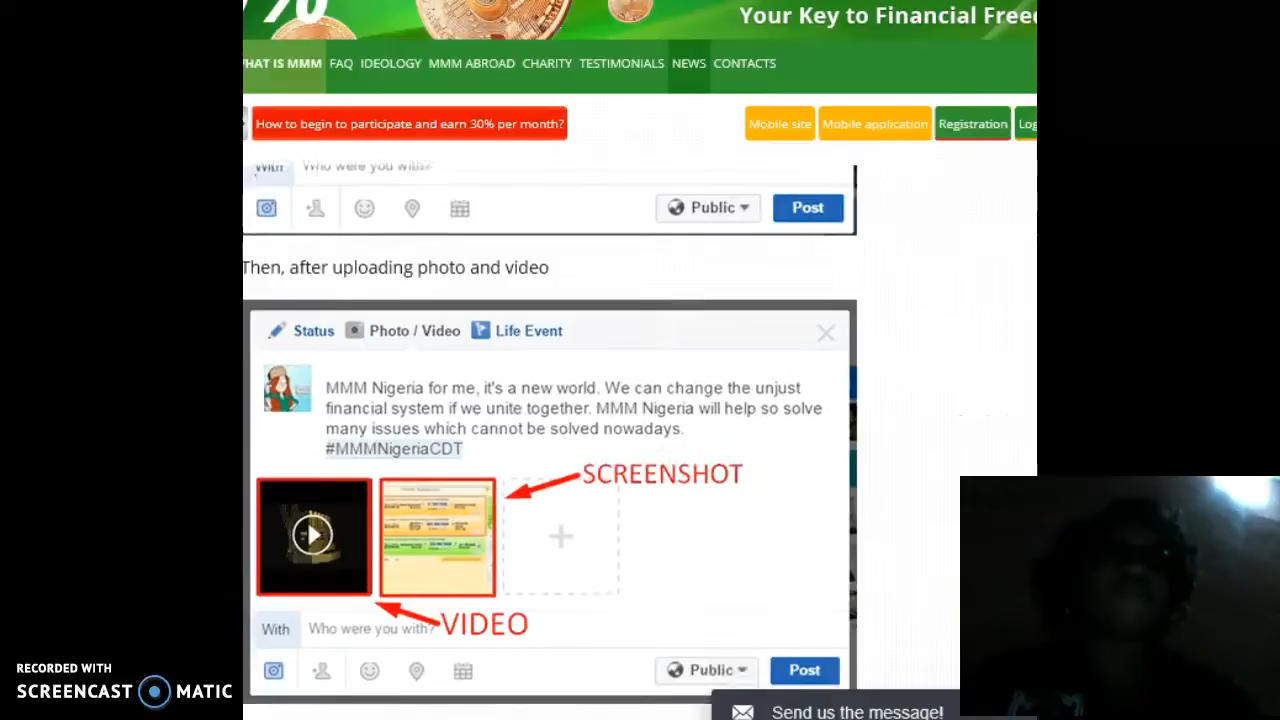 %
Your Key to Financial Freed
WHAT IS MMM FAQ IDEOLOGY MMM ABROAD CHARITY TESTIMONIALS NEWS CONTACTS
How to begin to participate and earn 30% per month? Mobile site Mobile application Registration Log
With Who were you with?
Public Post
Then, after uploading photo and video
Status Photo / Video Life Event
MMM Nigeria for me, it's a new world. We can change the unjust
financial system if we unite together. MMM Nigeria will help so solve
many issues which cannot be solved nowadays.
#MMMNigeriaCDT
SCREENSHOT
VIDEO
With Who were you with?
Public Post
Send us the message!
RECORDED WITH
SCREENCAST MATIC